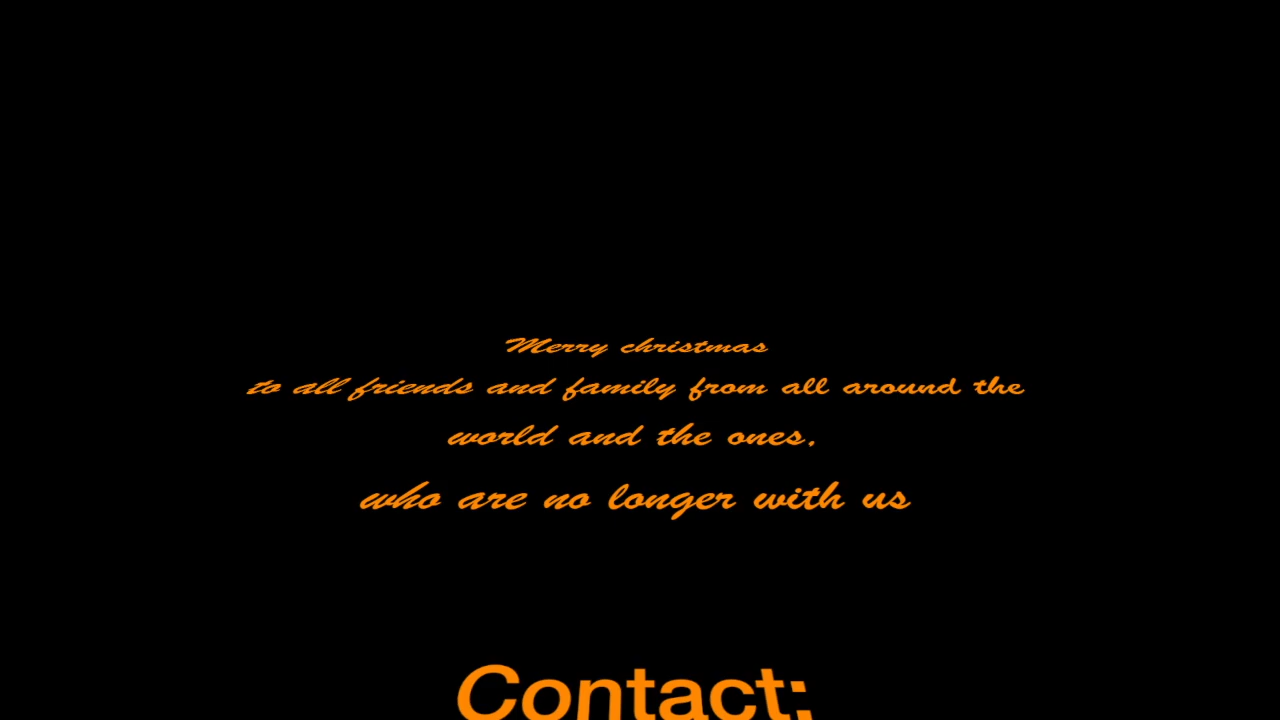 Merry christmas
to all friends and family from all around the
world and the ones.
who are no longer with us
Contact: